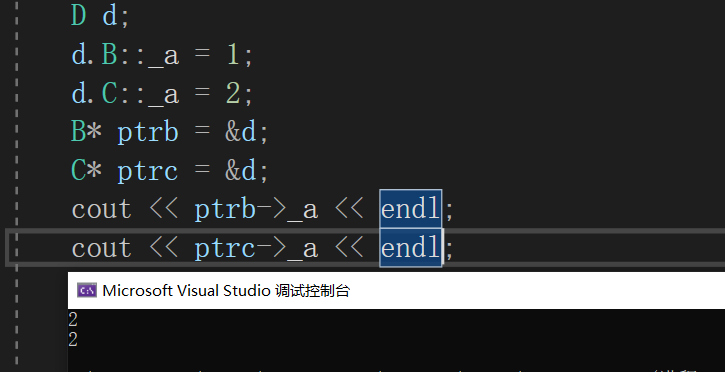 D d;
d.B::_a = 1;
d.C::_a = 2;
B* ptrb = &d;
C* ptrc = &d;
cout << ptrb->_a << endl;
cout << ptrc->_a << endl;
Microsoft Visual Studio 调试控制台
2
2